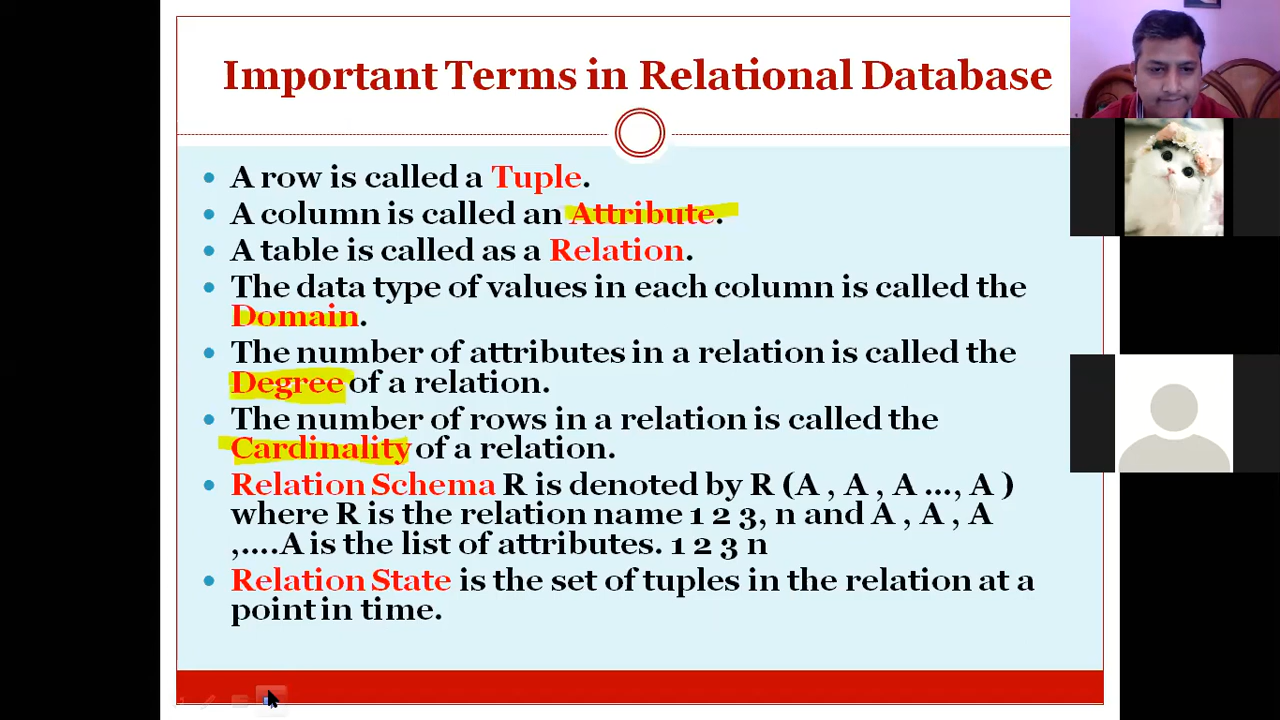 Important Terms in Relational Database
A row is called a Tuple.
A column is called an Attribute.
A table is called as a Relation.
The data type of values in each column is called the
Domain.
The number of attributes in a relation is called the
Degree of a relation.
The number of rows in a relation is called the
Cardinality of a relation.
Relation Schema R is denoted by R (A , A , A …, A )
where R is the relation name 1 2 3, n and A , A , A
,….A is the list of attributes. 1 2 3 n
Relation State is the set of tuples in the relation at a
point in time.